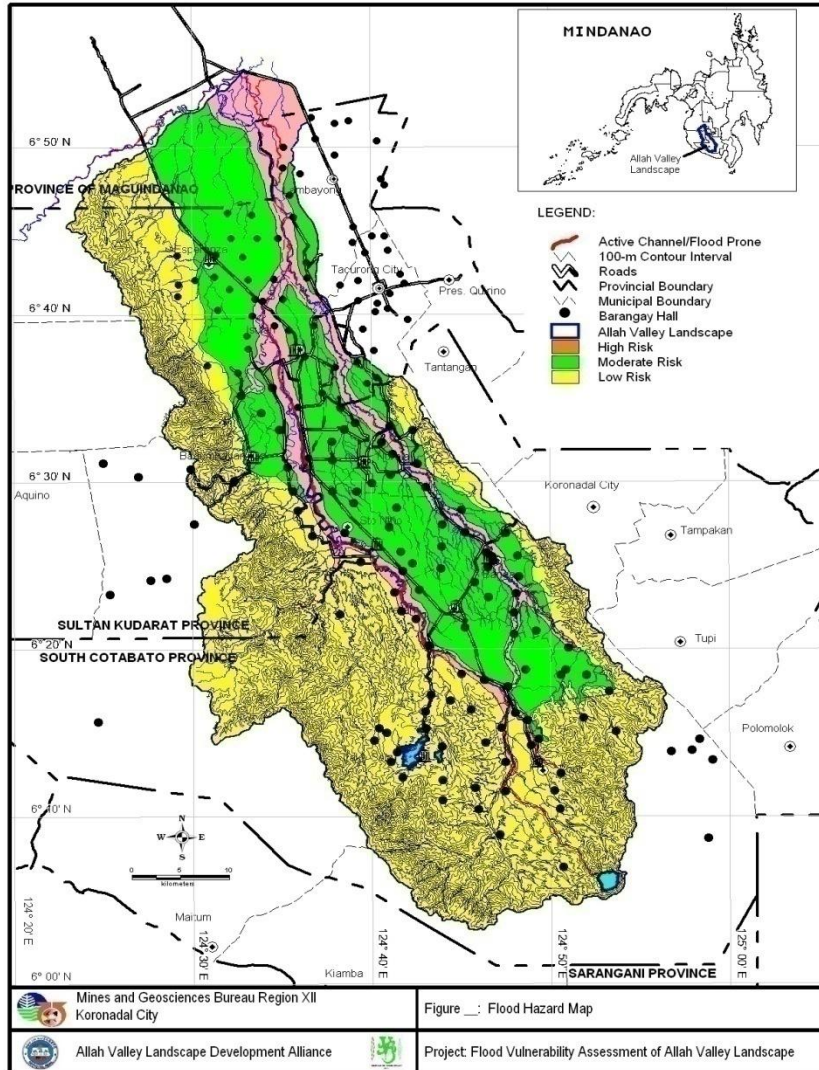 MINDANAO
Allah Valley
Landscape
LEGEND:
Active Channel/Flood Prone
100-m Contour Interval
Roads
Provincial Boundary
Municipal Boundary
Barangay Hall
Allah Valley Landscape
High Risk
Moderate Risk
Low Risk
6° 50' N
PROVINCE OF MAGUINDANAO
Esperanza
Tacurong City
Pres. Quirino
6° 40' N
Tantangan
6° 30' N
Aquino
Koronadal City
Tampakan
Sto Niño
SULTAN KUDARAT PROVINCE
6° 20' N
SOUTH COTABATO PROVINCE
Tupi
Polomolok
6° 10' N
N
W E
S
0 5 10
kilometers
124° 20' E
124° 30' E
124° 40' E
124° 50' E
125° 00' E
Maitum
Kiamba
6° 00' N
SARANGANI PROVINCE
Mines and Geosciences Bureau Region XII
Koronadal City
Figure __: Flood Hazard Map
Allah Valley Landscape Development Alliance
Project: Flood Vulnerability Assessment of Allah Valley Landscape